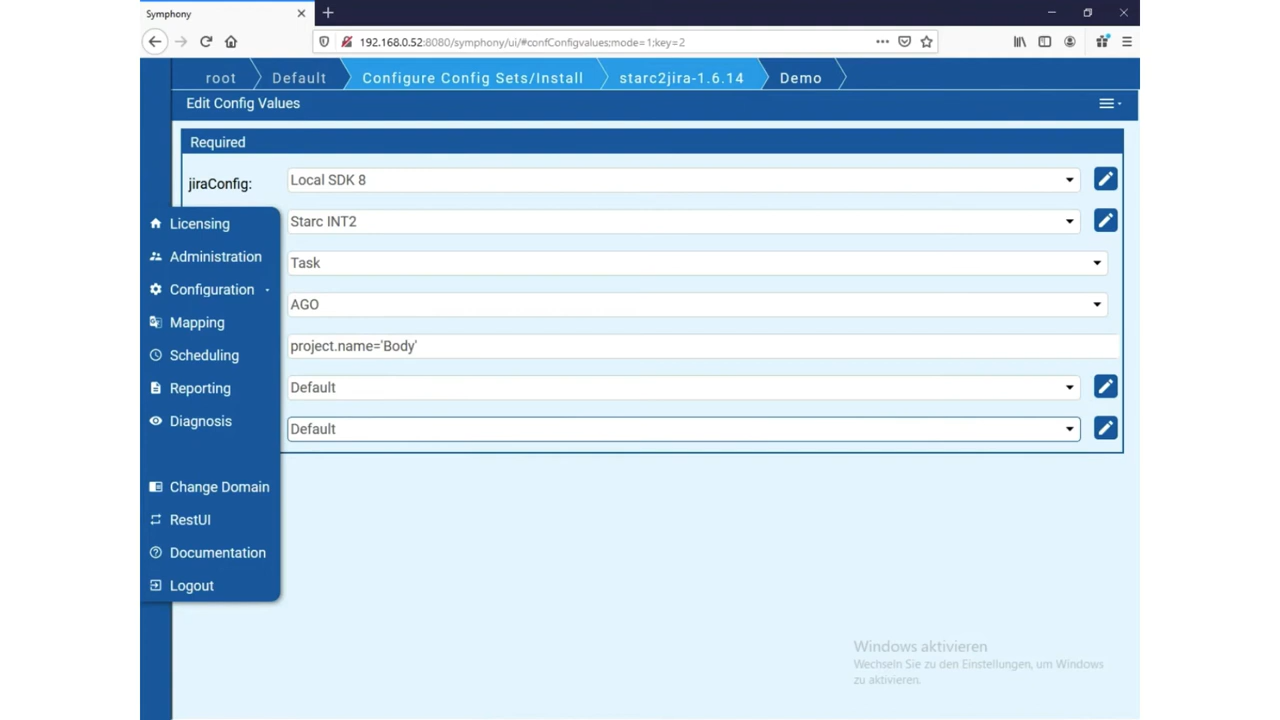 Symphony
192.168.0.52:8080/symphony/ui/#confConfigvalues;mode=1;key=2
root Default Configure Config Sets/Install starc2jira-1.6.14 Demo
Edit Config Values
Required
jiraConfig: Local SDK 8
Licensing Starc INT2
Administration Task
Configuration AGO
Mapping
project.name='Body'
Scheduling
Reporting Default
Diagnosis Default
Change Domain
RestUI
Documentation
Logout
Windows aktivieren
Wechseln Sie zu den Einstellungen, um Windows
zu aktivieren.